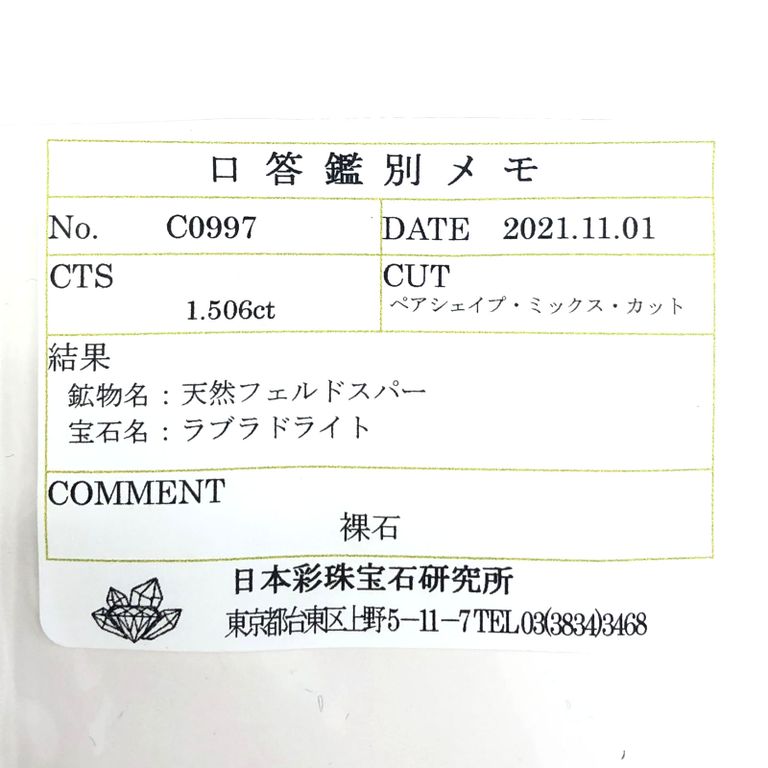 口答鑑別メモ
No. C0997 DATE 2021.11.01
CTS CUT
1.506ct ペアシェイプ・ミックス・カット
結果
鉱物名:天然フェルドスパー
宝石名:ラブラドライト
COMMENT
裸石
日本彩珠宝石研究所
東京都台東区上野5-11-7 TEL 03(3834)3468